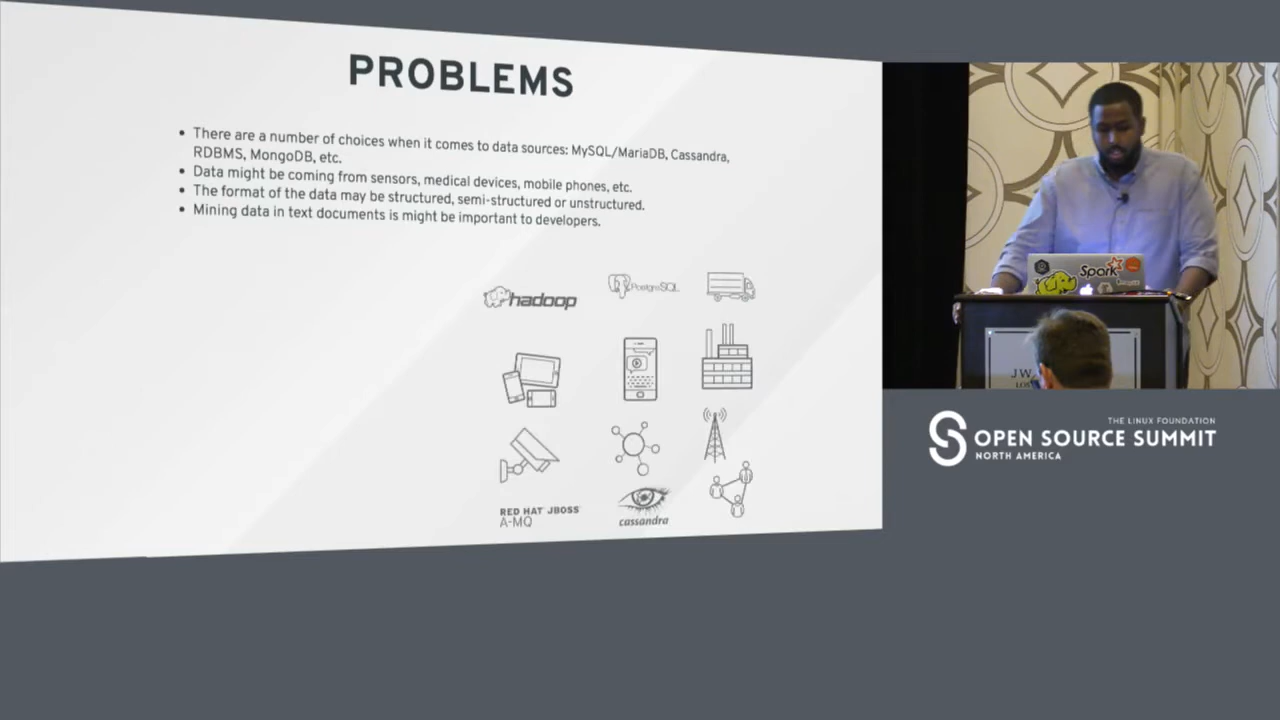 PROBLEMS
• There are a number of choices when it comes to data sources: MySQL/MariaDB, Cassandra,
RDBMS, MongoDB, etc.
• Data might be coming from sensors, medical devices, mobile phones, etc.
• The format of the data may be structured, semi-structured or unstructured.
• Mining data in text documents is might be important to developers.
hadoop
PostgreSQL
RED HAT JBOSS
A-MQ
cassandra
Spark
JW
THE LINUX FOUNDATION
OPEN SOURCE SUMMIT
NORTH AMERICA